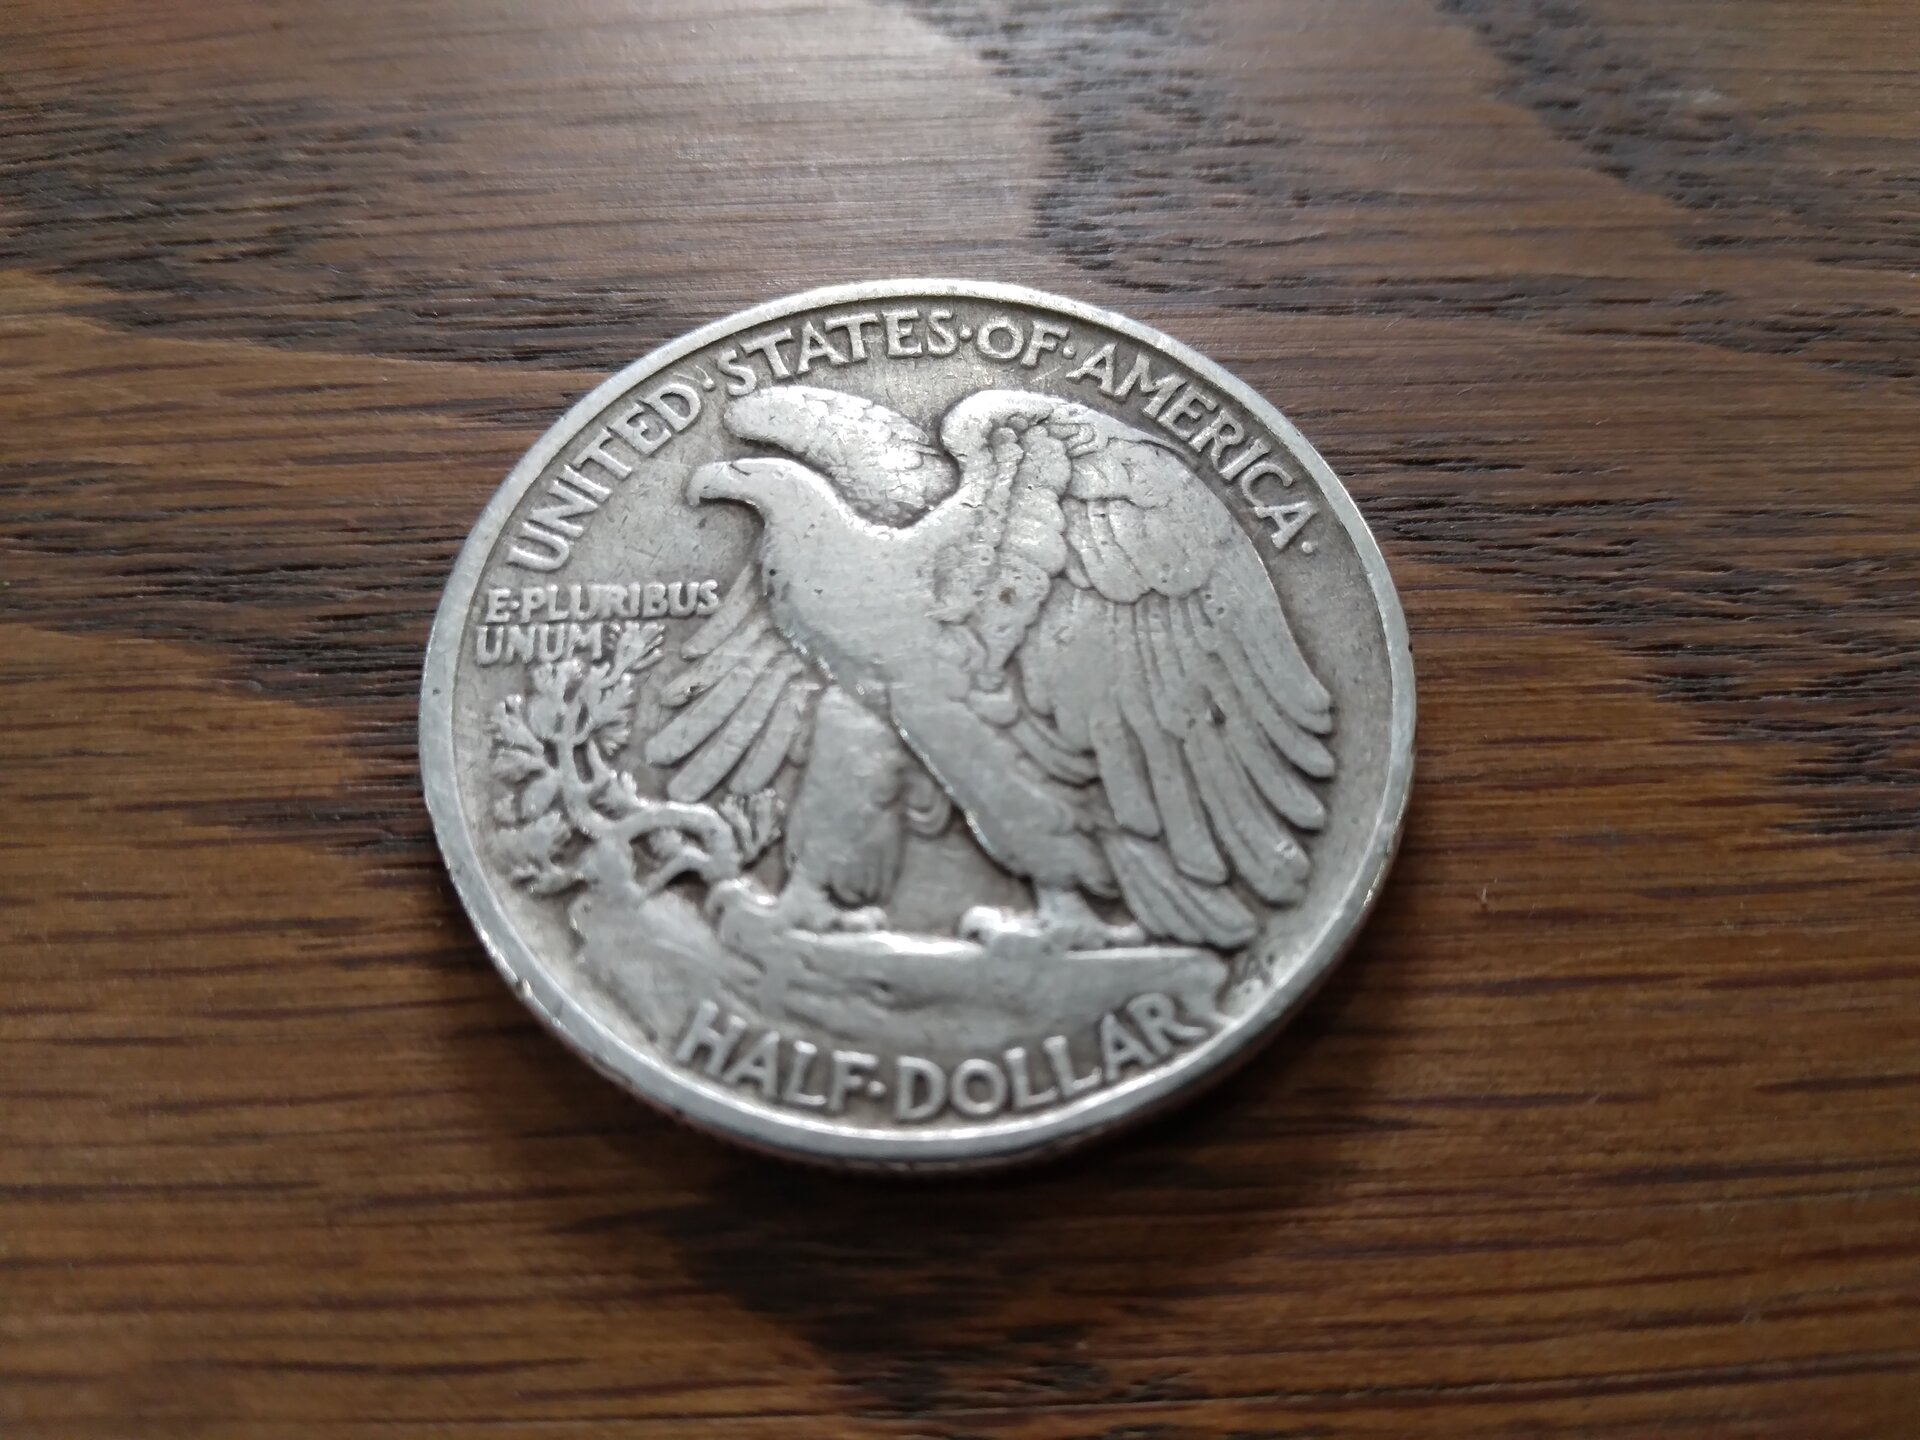 UNITED·STATES·OF·AMERICA·
E·PLURIBUS
UNUM
HALF·DOLLAR